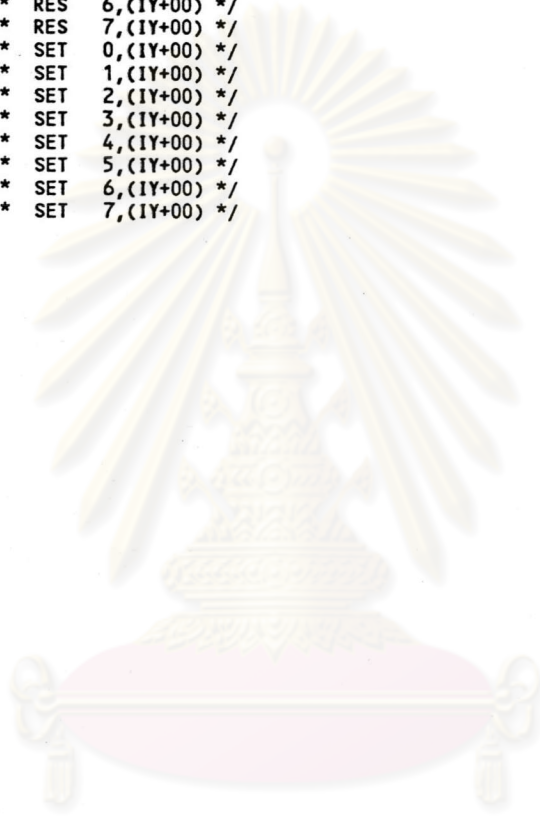 * RES 6,(IY+00) */
* RES 7,(IY+00) */
* SET 0,(IY+00) */
* SET 1,(IY+00) */
* SET 2,(IY+00) */
* SET 3,(IY+00) */
* SET 4,(IY+00) */
* SET 5,(IY+00) */
* SET 6,(IY+00) */
* SET 7,(IY+00) */